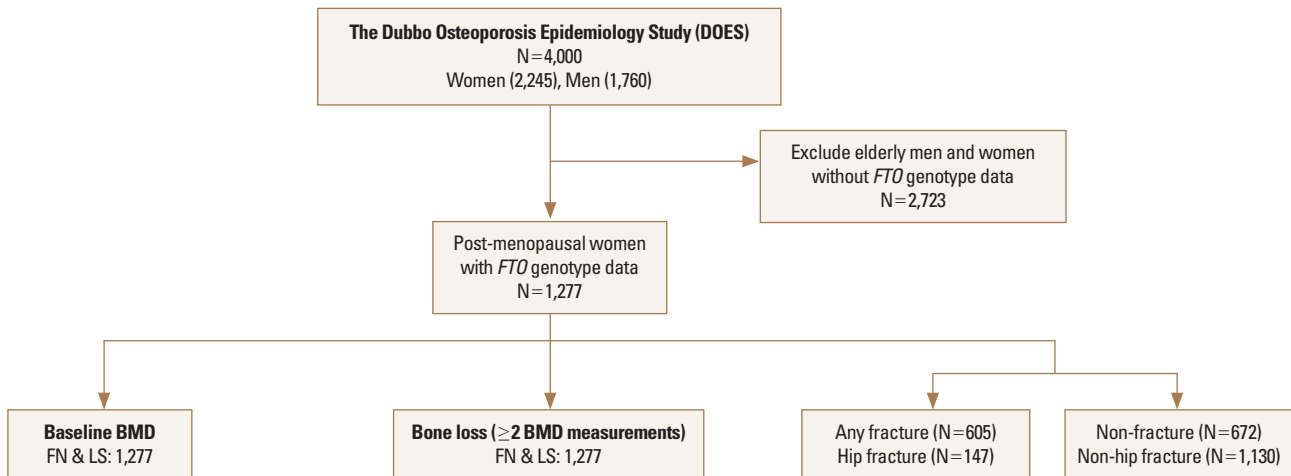 The Dubbo Osteoporosis Epidemiology Study (DOES)
N=4,000
Women (2,245), Men (1,760)
Exclude elderly men and women
without FTO genotype data
N=2,723
Post-menopausal women
with FTO genotype data
N=1,277
Baseline BMD
FN & LS: 1,277
Bone loss (≥2 BMD measurements)
FN & LS: 1,277
Any fracture (N=605)
Hip fracture (N=147)
Non-fracture (N=672)
Non-hip fracture (N=1,130)